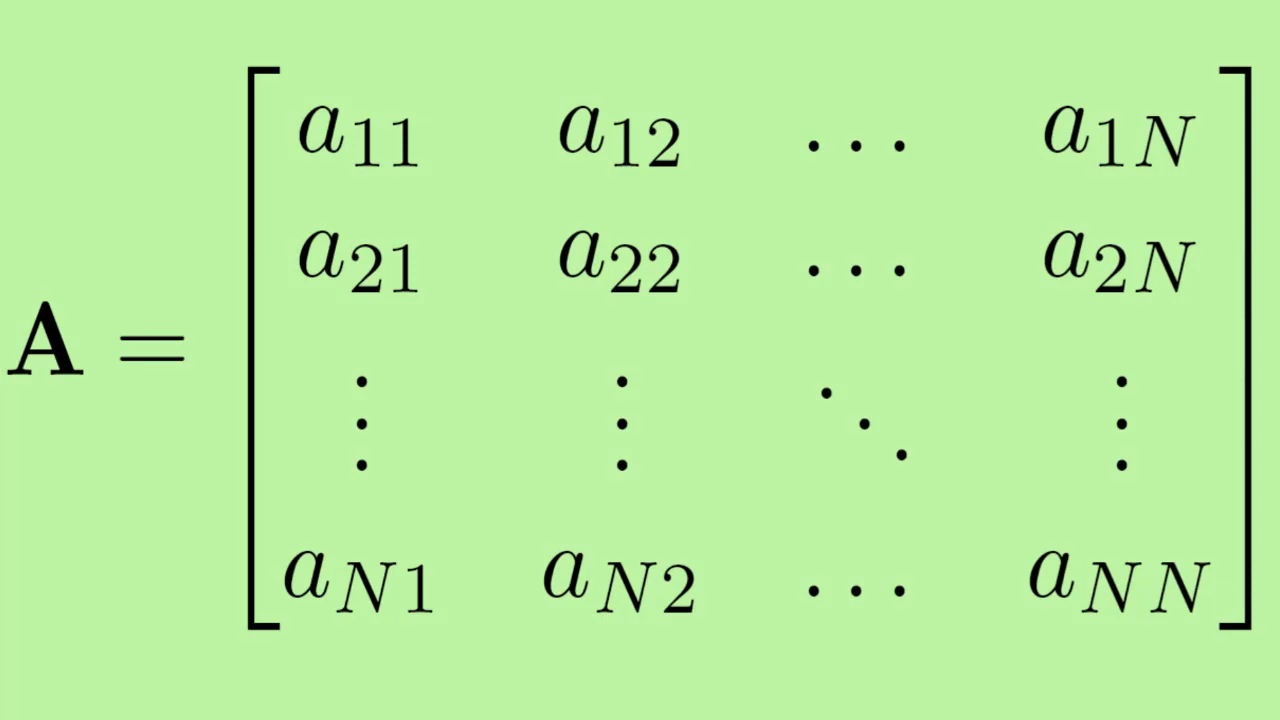 a₁₁ a₁₂ … a₁N
a₂₁ a₂₂ … a₂N
A =
⋮ ⋮ ⋱ ⋮
aN₁ aN₂ … aNN